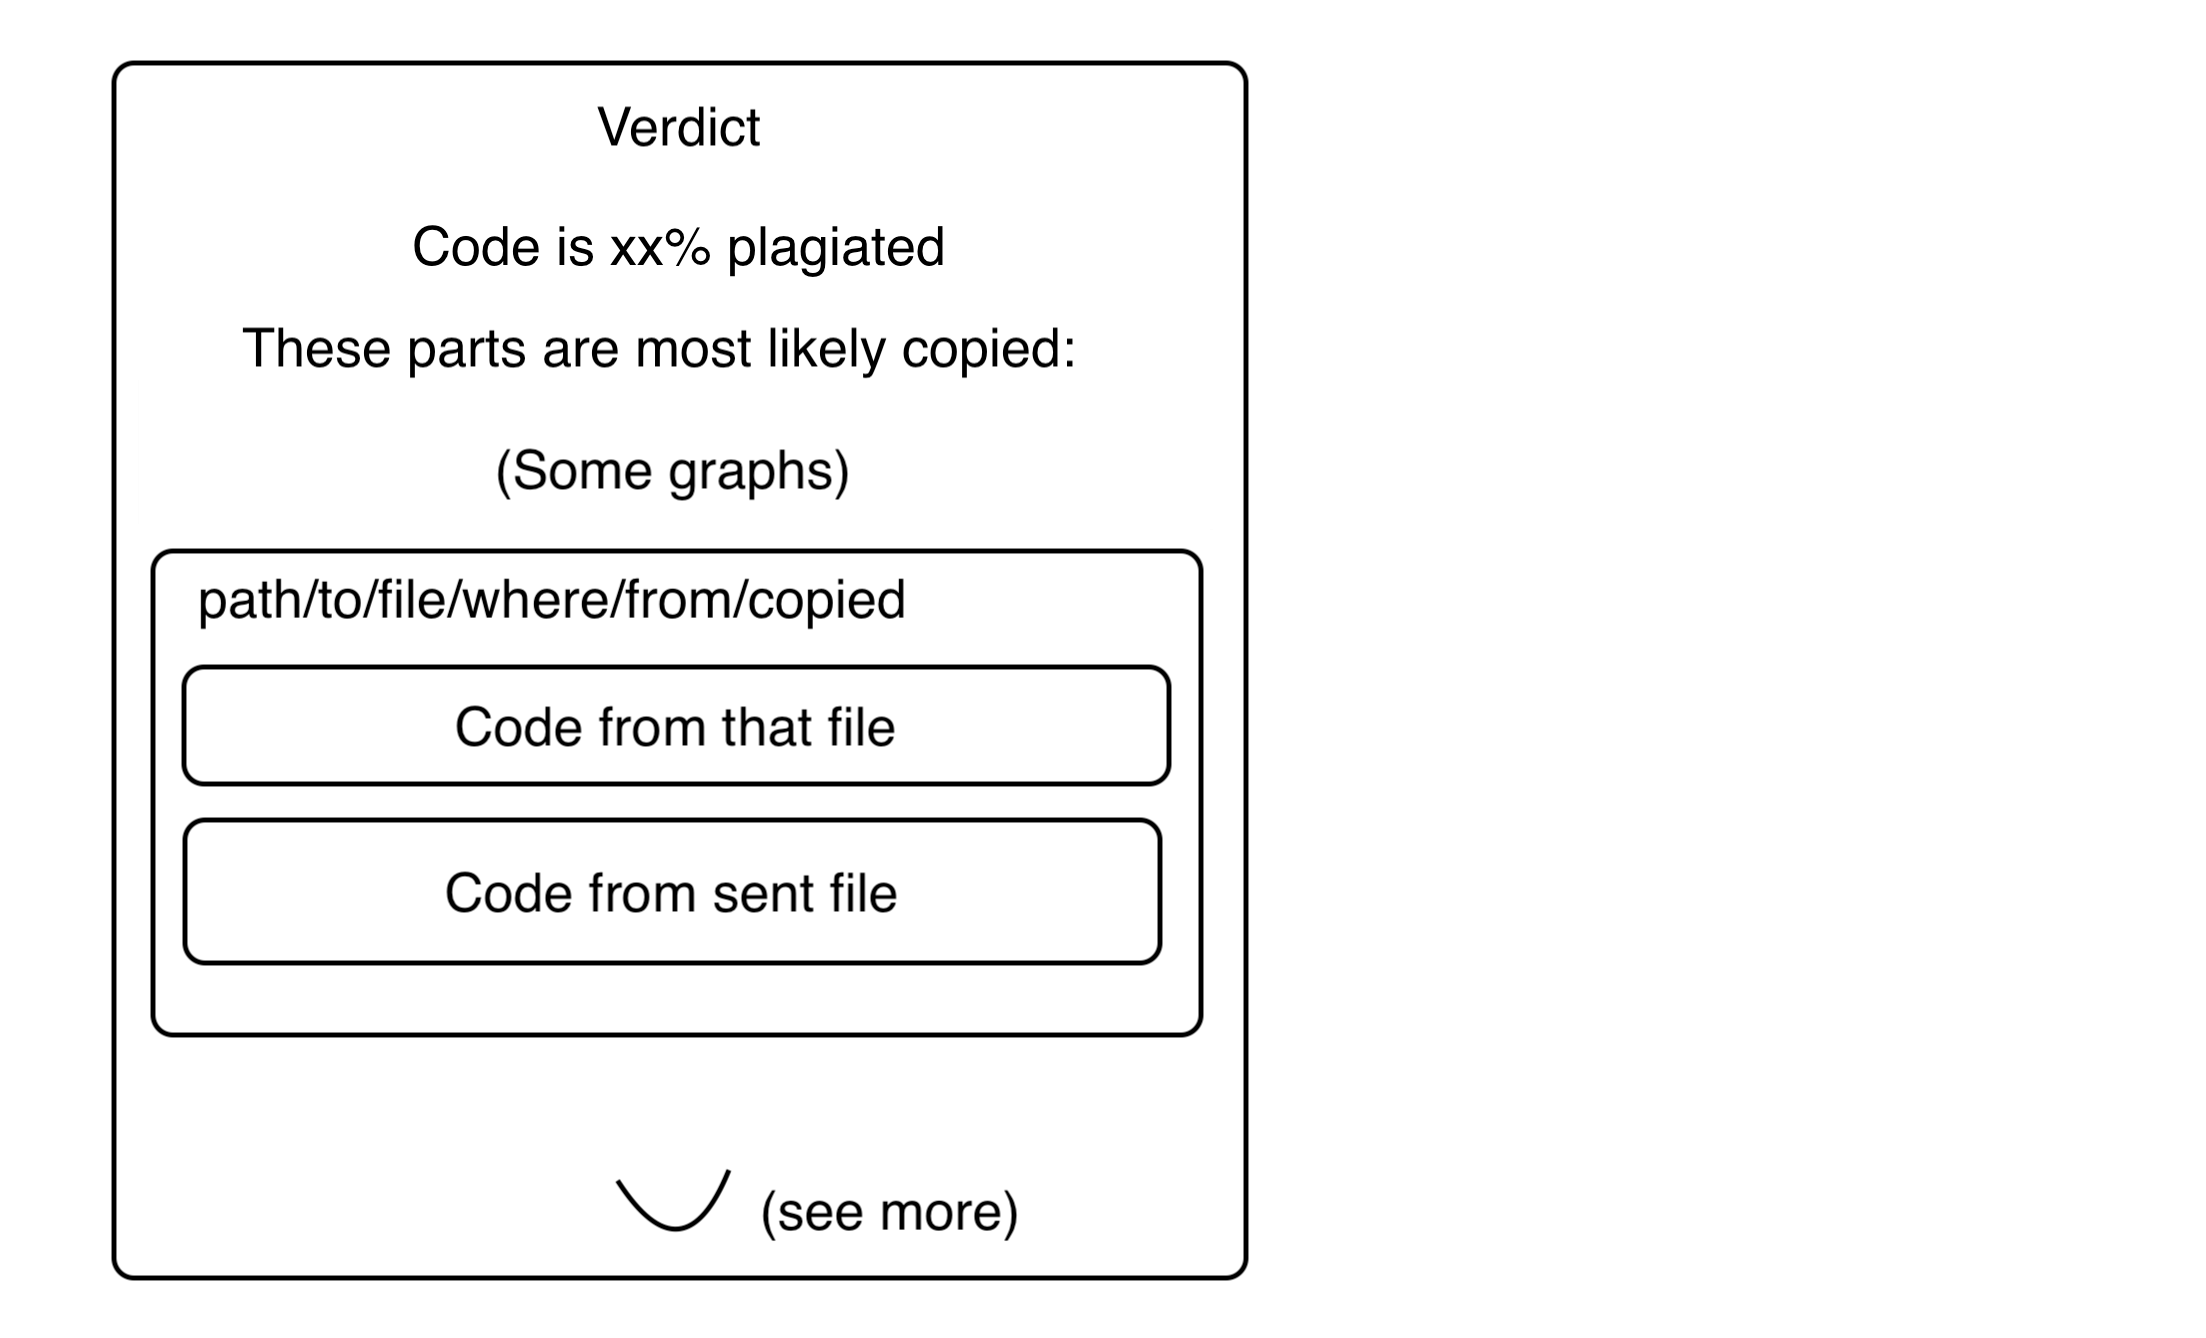 Verdict
Code is xx% plagiated
These parts are most likely copied:
(Some graphs)
path/to/file/where/from/copied
Code from that file
Code from sent file
(see more)